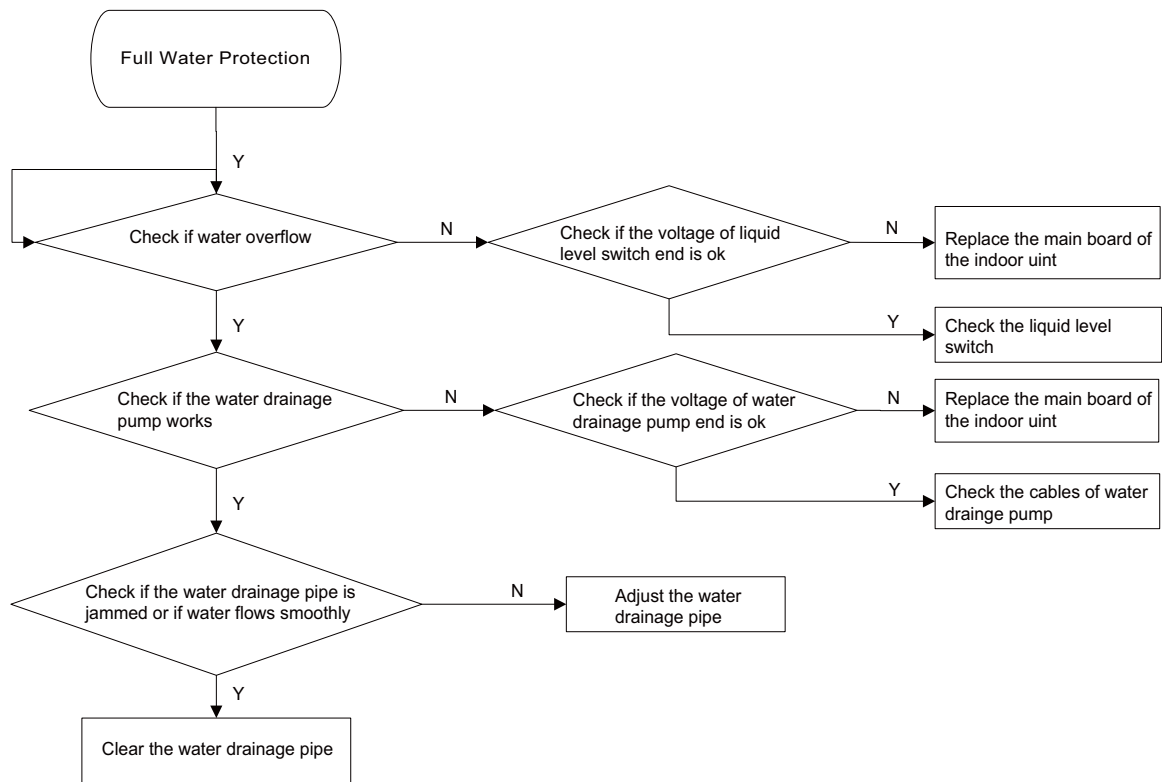 Full Water Protection
Y
Check if water overflow
N
Check if the voltage of liquid
level switch end is ok
N
Replace the main board of
the indoor uint
Y
Check the liquid level
switch
Y
Check if the water drainage
pump works
N
Check if the voltage of water
drainage pump end is ok
N
Replace the main board of
the indoor uint
Y
Check the cables of water
drainge pump
Y
Check if the water drainage pipe is
jammed or if water flows smoothly
N
Adjust the water
drainage pipe
Y
Clear the water drainage pipe